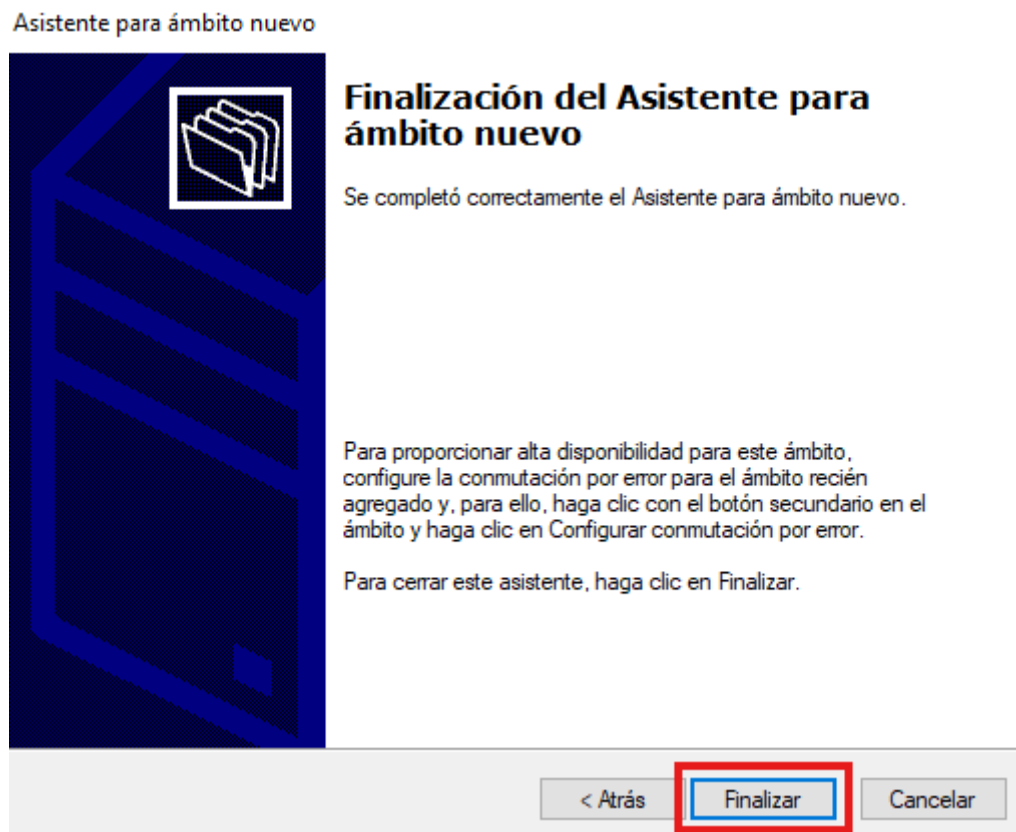 Asistente para ámbito nuevo
Finalización del Asistente para
ámbito nuevo
Se completó correctamente el Asistente para ámbito nuevo.
Para proporcionar alta disponibilidad para este ámbito,
configure la conmutación por error para el ámbito recién
agregado y, para ello, haga clic con el botón secundario en el
ámbito y haga clic en Configurar conmutación por error.
Para cerrar este asistente, haga clic en Finalizar.
< Atrás Finalizar Cancelar